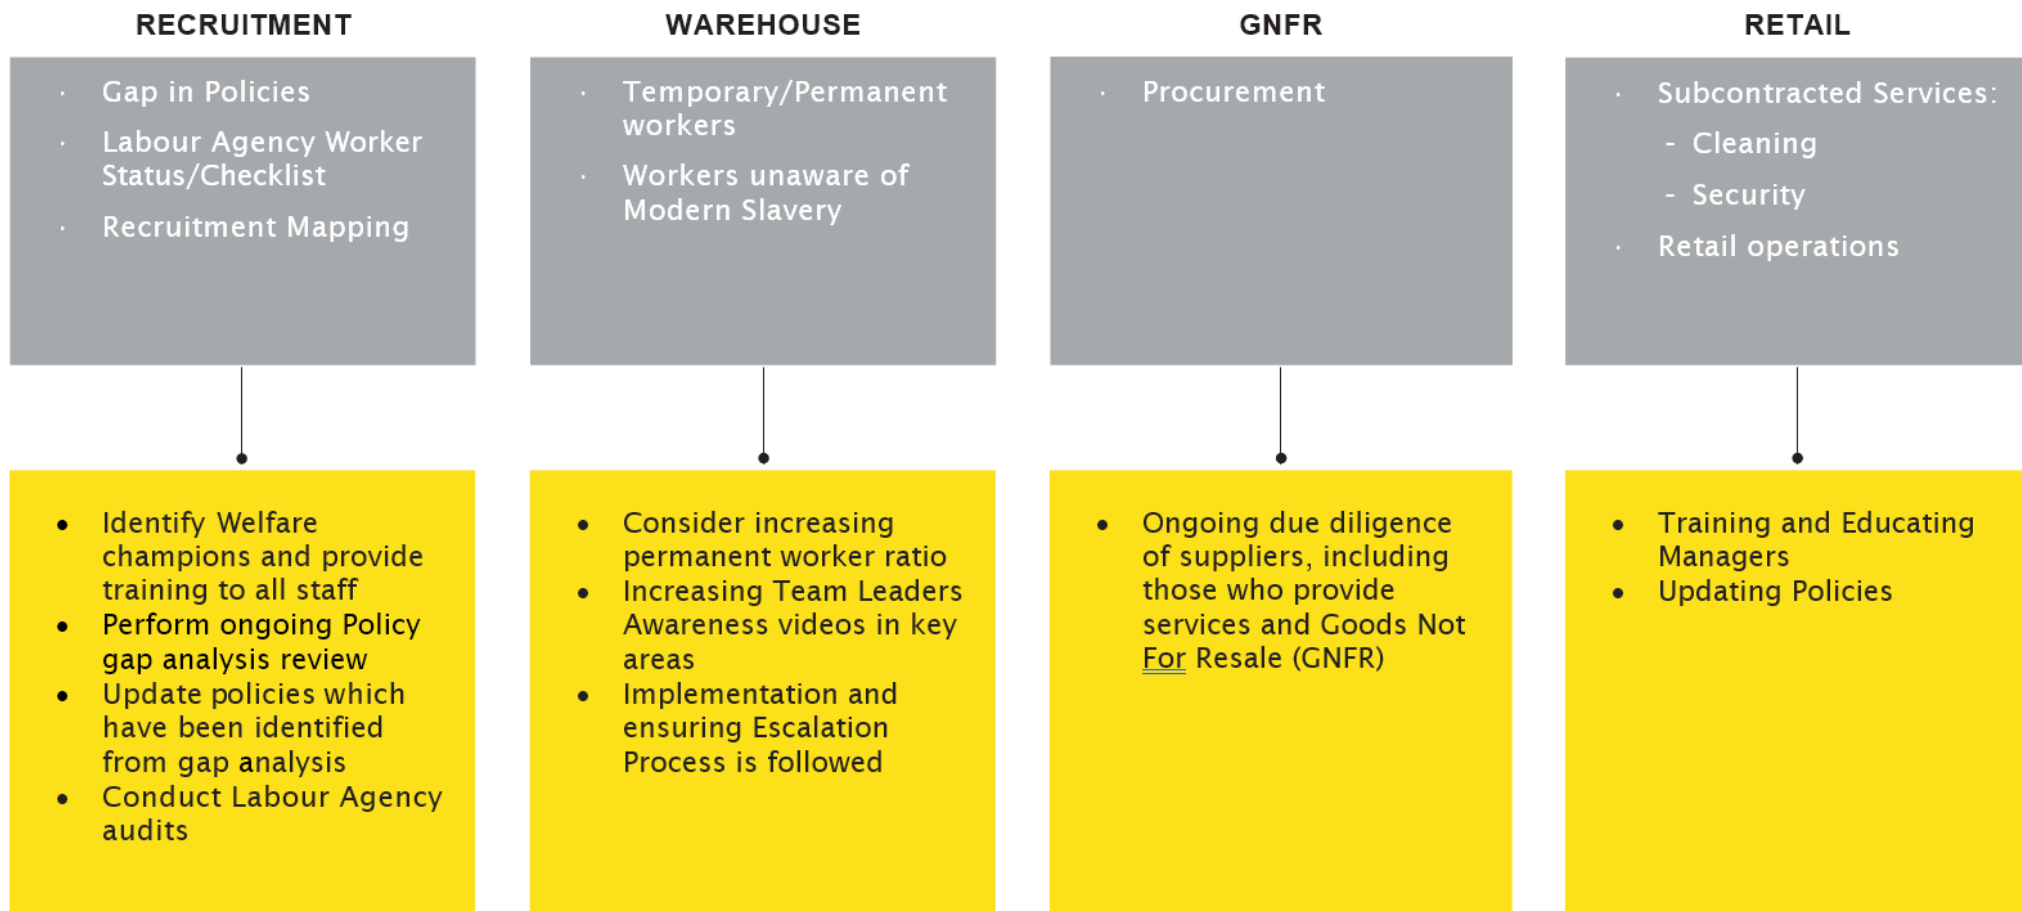 RECRUITMENT
· Gap in Policies
· Labour Agency Worker
Status/Checklist
· Recruitment Mapping
• Identify Welfare
champions and provide
training to all staff
• Perform ongoing Policy
gap analysis review
• Update policies which
have been identified
from gap analysis
• Conduct Labour Agency
audits
WAREHOUSE
· Temporary/Permanent
workers
· Workers unaware of
Modern Slavery
• Consider increasing
permanent worker ratio
• Increasing Team Leaders
Awareness videos in key
areas
• Implementation and
ensuring Escalation
Process is followed
GNFR
· Procurement
• Ongoing due diligence
of suppliers, including
those who provide
services and Goods Not
For Resale (GNFR)
RETAIL
· Subcontracted Services:
- Cleaning
- Security
· Retail operations
• Training and Educating
Managers
• Updating Policies